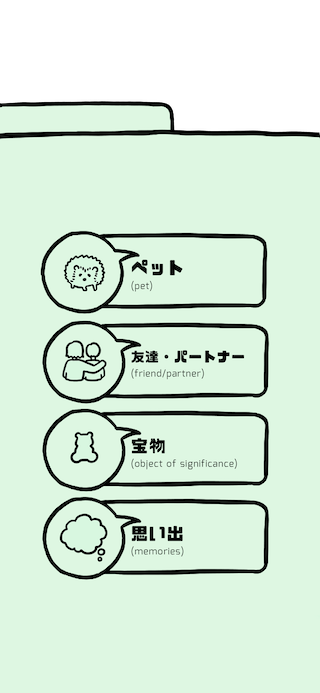 ペット
(pet)
友達・パートナー
(friend/partner)
宝物
(object of significance)
思い出
(memories)